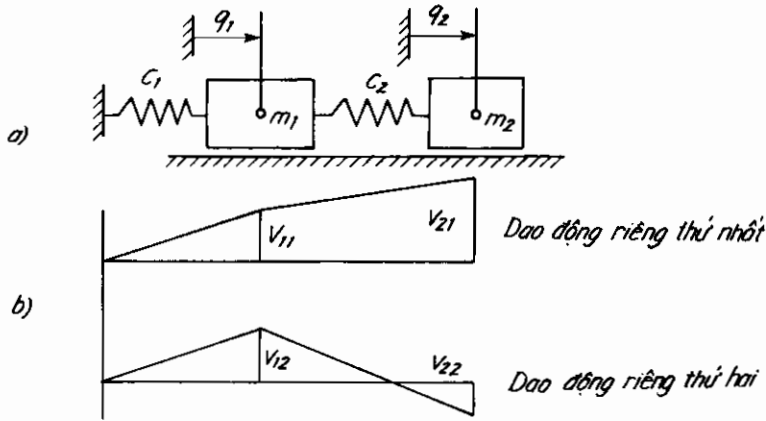 q₁ q₂
C₁ C₂
m₁ m₂
a)
V₁₁ V₂₁ Dao động riêng thứ nhất
b)
V₁₂ V₂₂ Dao động riêng thứ hai